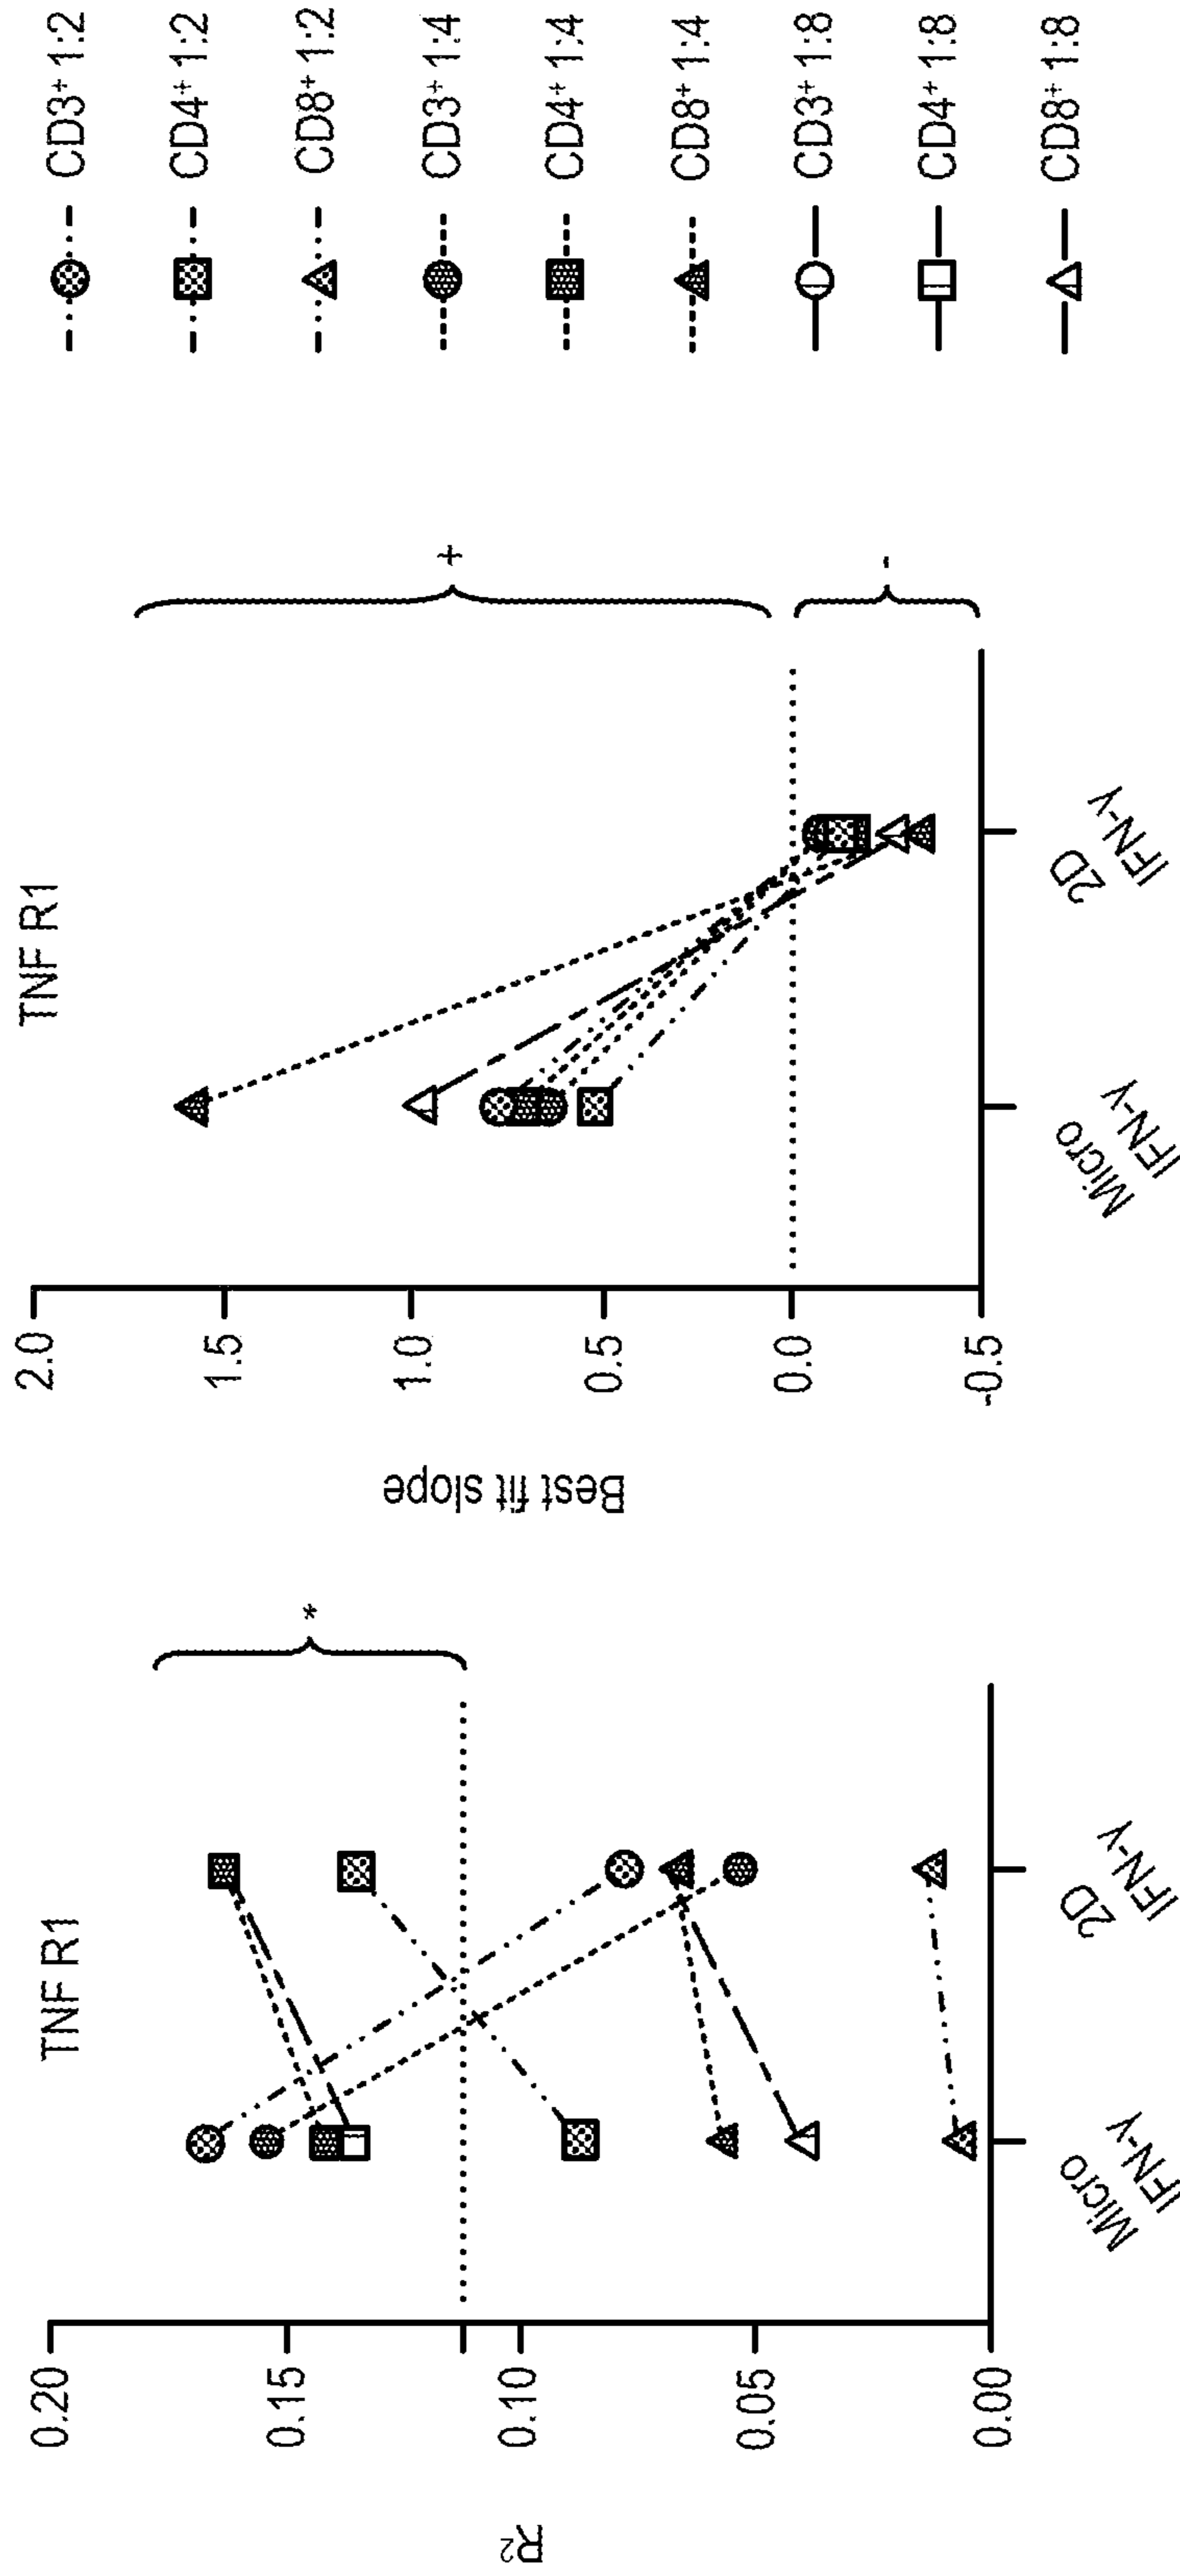 TNF R1
R²
0.20
0.15
0.10
0.05
0.00
*
Micro
IFN-γ
2D
IFN-γ
TNF R1
Best fit slope
2.0
1.5
1.0
0.5
0.0
-0.5
+
-
Micro
IFN-γ
2D
IFN-γ
CD3⁺ 1:2
CD4⁺ 1:2
CD8⁺ 1:2
CD3⁺ 1:4
CD4⁺ 1:4
CD8⁺ 1:4
CD3⁺ 1:8
CD4⁺ 1:8
CD8⁺ 1:8